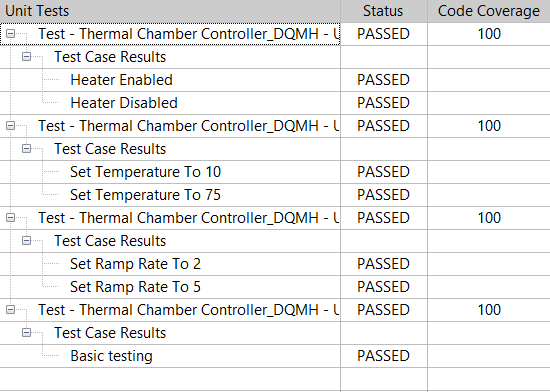 Unit Tests Status Code Coverage
Test - Thermal Chamber Controller_DQMH - U PASSED 100
Test Case Results
Heater Enabled PASSED
Heater Disabled PASSED
Test - Thermal Chamber Controller_DQMH - U PASSED 100
Test Case Results
Set Temperature To 10 PASSED
Set Temperature To 75 PASSED
Test - Thermal Chamber Controller_DQMH - U PASSED 100
Test Case Results
Set Ramp Rate To 2 PASSED
Set Ramp Rate To 5 PASSED
Test - Thermal Chamber Controller_DQMH - U PASSED 100
Test Case Results
Basic testing PASSED